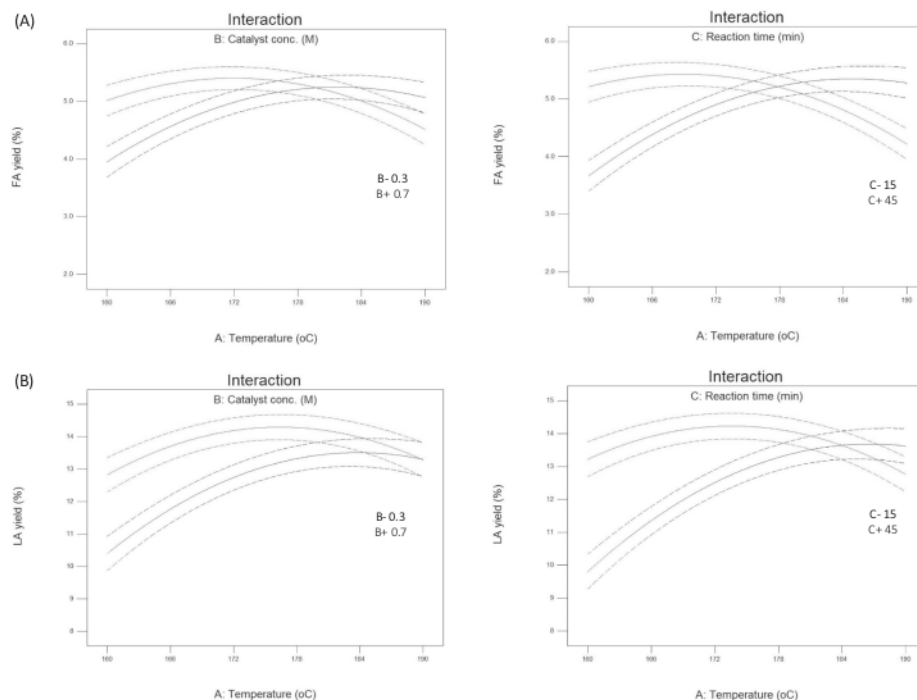 (A)
Interaction
B: Catalyst conc. (M)
6.0
5.0
4.0
3.0
2.0
FA yield (%)
B- 0.3
B+ 0.7
160
166
172
178
184
190
A: Temperature (oC)
Interaction
C: Reaction time (min)
6.0
5.0
4.0
3.0
2.0
FA yield (%)
C- 15
C+ 45
160
166
172
178
184
190
A: Temperature (oC)
(B)
Interaction
B: Catalyst conc. (M)
15
14
13
12
11
10
9
8
LA yield (%)
B- 0.3
B+ 0.7
160
166
172
178
184
190
A: Temperature (oC)
Interaction
C: Reaction time (min)
15
14
13
12
11
10
9
8
LA yield (%)
C- 15
C+ 45
160
172
178
184
190
A: Temperature (oC)